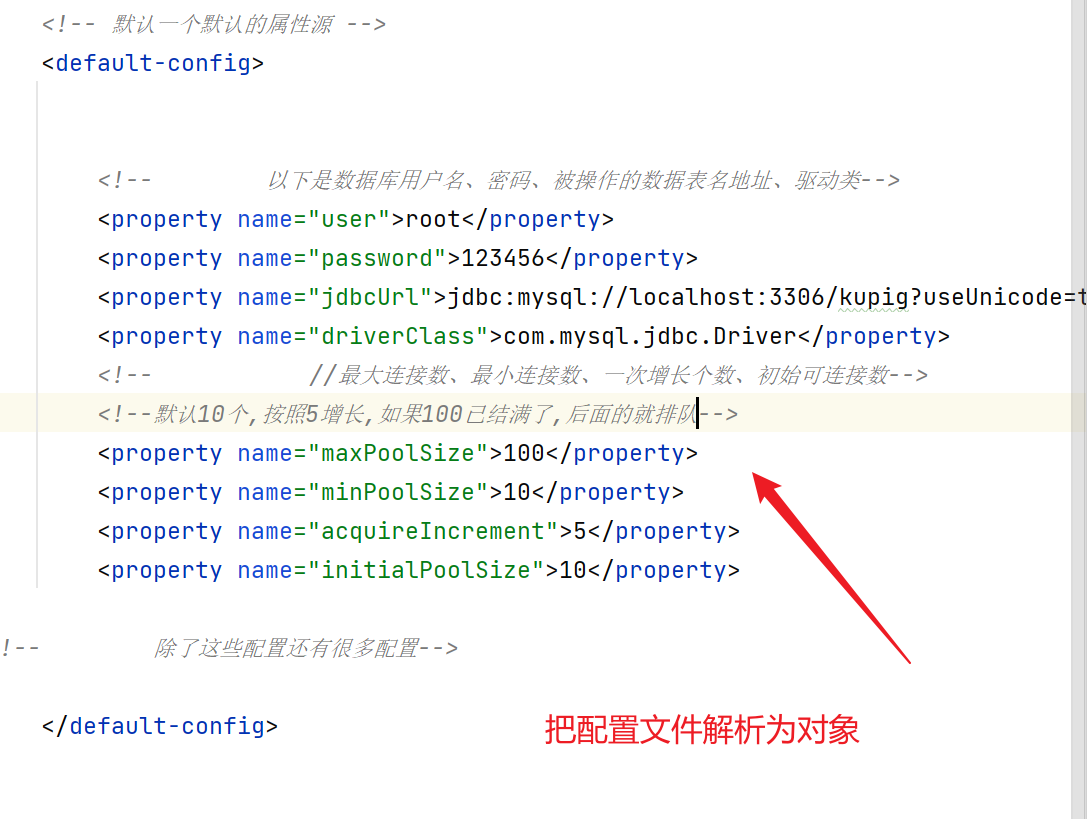 <!-- 默认一个默认的属性源 -->
<default-config>
<!-- 以下是数据库用户名、密码、被操作的数据表名地址、驱动类-->
<property name="user">root</property>
<property name="password">123456</property>
<property name="jdbcUrl">jdbc:mysql://localhost:3306/kupig?useUnicode=t
<property name="driverClass">com.mysql.jdbc.Driver</property>
<!-- //最大连接数、最小连接数、一次增长个数、初始可连接数-->
<!--默认10个,按照5增长,如果100已结满了,后面的就排队-->
<property name="maxPoolSize">100</property>
<property name="minPoolSize">10</property>
<property name="acquireIncrement">5</property>
<property name="initialPoolSize">10</property>
!-- 除了这些配置还有很多配置-->
</default-config>
把配置文件解析为对象